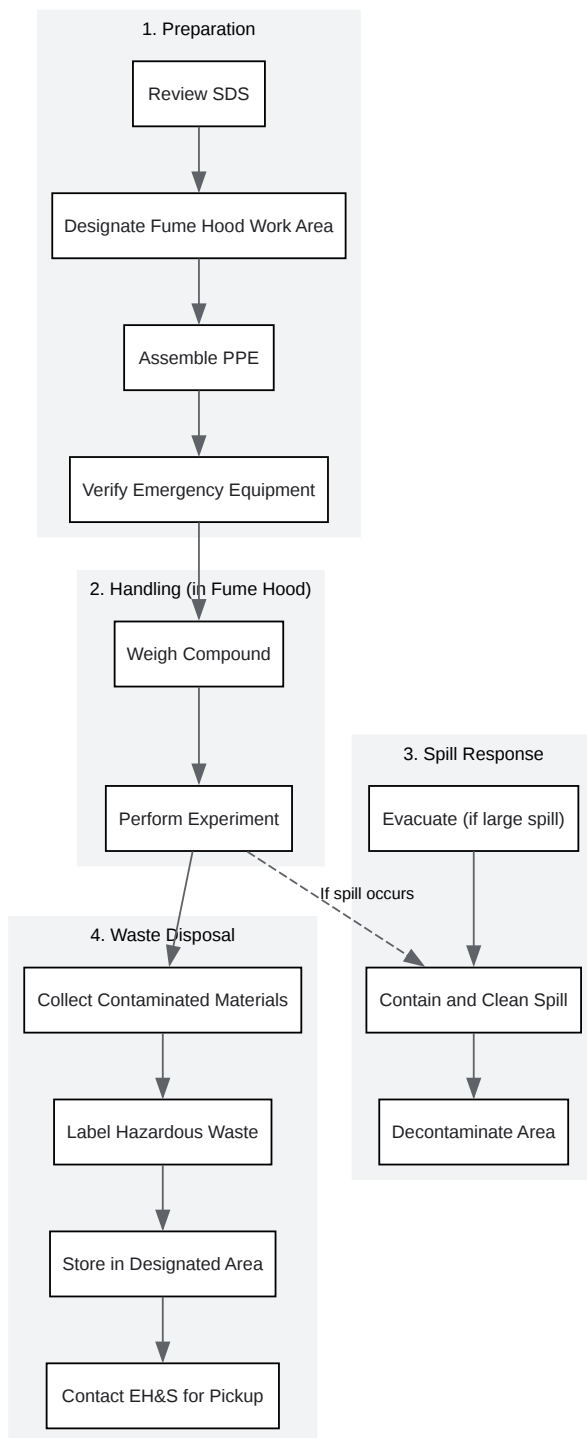 1. Preparation
Review SDS
Designate Fume Hood Work Area
Assemble PPE
Verify Emergency Equipment
2. Handling (in Fume Hood)
Weigh Compound
Perform Experiment
3. Spill Response
Evacuate (if large spill)
If spill occurs
Contain and Clean Spill
Decontaminate Area
4. Waste Disposal
Collect Contaminated Materials
Label Hazardous Waste
Store in Designated Area
Contact EH&S for Pickup